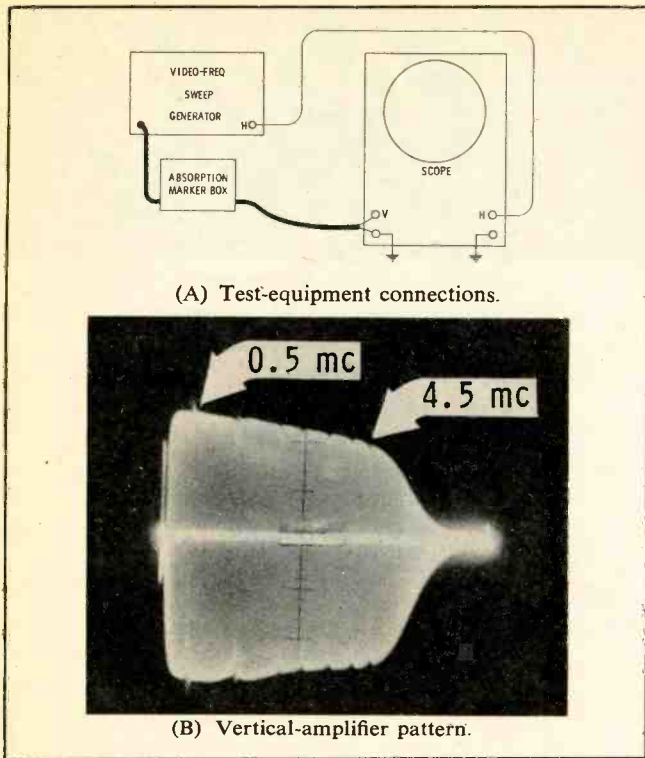 VIDEO-FREQ
SWEEP
GENERATOR
H
ABSORPTION
MARKER BOX
SCOPE
V
H
(A) Test-equipment connections.
0.5 mc
4.5 mc
(B) Vertical-amplifier pattern.